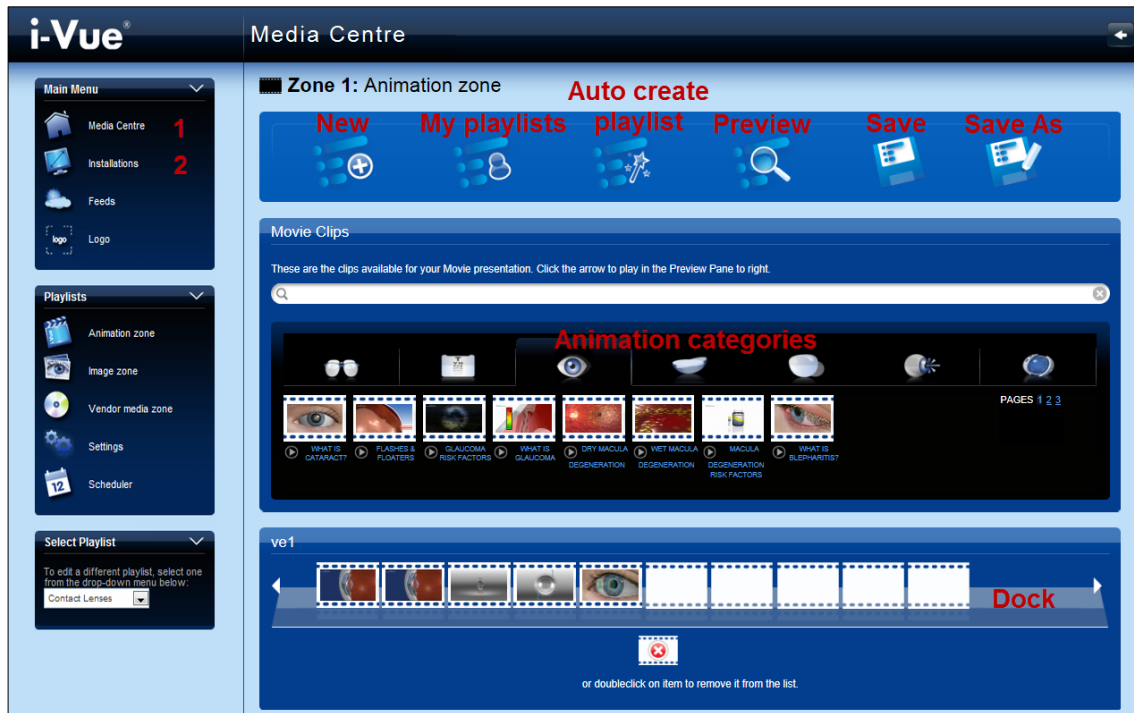 i-Vue®
Media Centre
Main Menu
Media Centre 1
Installations 2
Feeds
logo Logo
Playlists
Animation zone
Image zone
Vendor media zone
Settings
12 Scheduler
Select Playlist
To edit a different playlist, select one
from the drop-down menu below:
Contact Lenses
Zone 1: Animation zone
Auto create
New My playlists playlist Preview Save Save As
Movie Clips
These are the clips available for your Movie presentation. Click the arrow to play in the Preview Pane to right.
Animation categories
PAGES 1 2 3
WHAT IS
CATARACT?
FLASHES &
FLOATERS
GLAUCOMA
RISK FACTORS
WHAT IS
GLAUCOMA
DRY MACULA
DEGENERATION
WET MACULA
DEGENERATION
MACULA
DEGENERATION
RISK FACTORS
WHAT IS
BLEPHARITIS?
ve1
Dock
or doubleclick on item to remove it from the list.